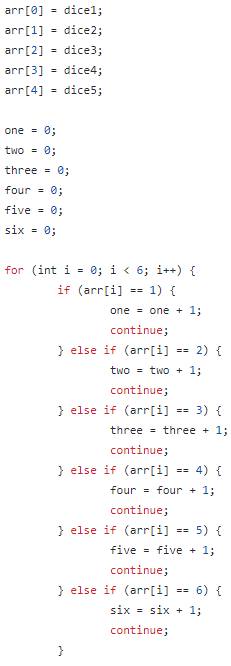 arr[0] = dice1;
arr[1] = dice2;
arr[2] = dice3;
arr[3] = dice4;
arr[4] = dice5;

one = 0;
two = 0;
three = 0;
four = 0;
five = 0;
six = 0;

for (int i = 0; i < 6; i++) {
        if (arr[i] == 1) {
                one = one + 1;
                continue;
        } else if (arr[i] == 2) {
                two = two + 1;
                continue;
        } else if (arr[i] == 3) {
                three = three + 1;
                continue;
        } else if (arr[i] == 4) {
                four = four + 1;
                continue;
        } else if (arr[i] == 5) {
                five = five + 1;
                continue;
        } else if (arr[i] == 6) {
                six = six + 1;
                continue;
        }